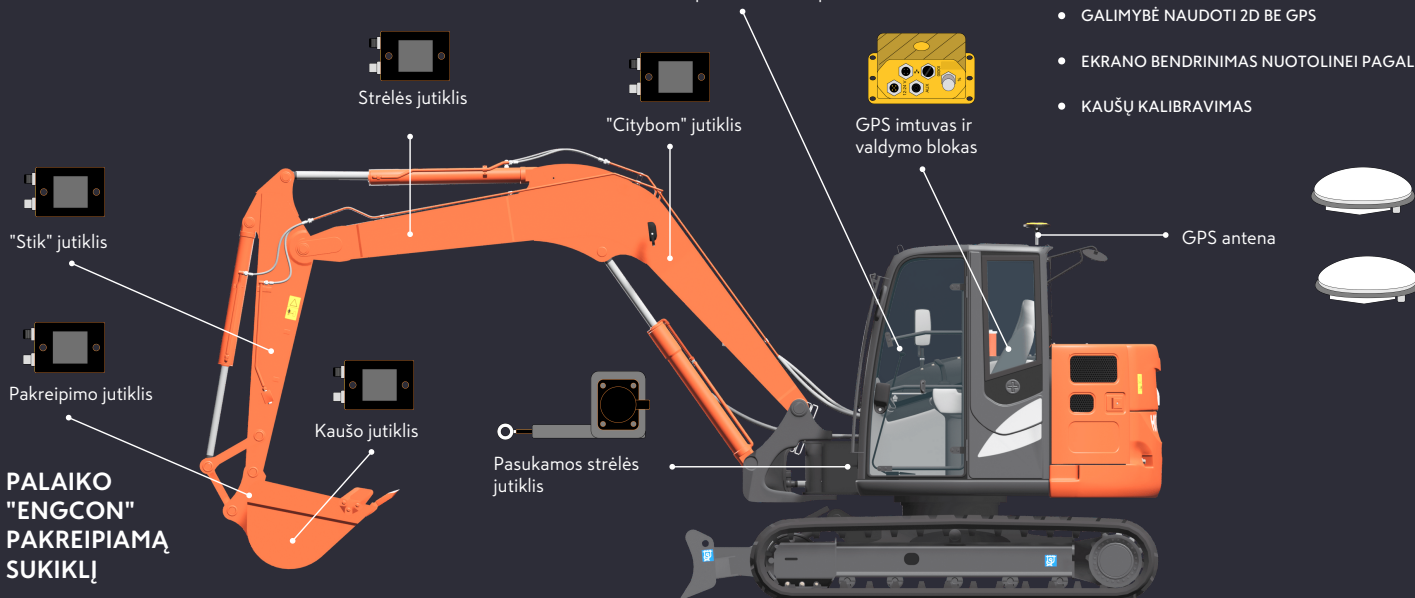 GALIMYBĖ NAUDOTI 2D BE GPS
EKRANO BENDRINIMAS NUOTOLINEI PAGAL
KAUŠŲ KALIBRAVIMAS
Strėlės jutiklis
"Citybom" jutiklis
GPS imtuvas ir
valdymo blokas
"Stik" jutiklis
GPS antena
Pakreipimo jutiklis
Kaušo jutiklis
Pasukamos strėlės
jutiklis
PALAIKO
"ENGCON"
PAKREIPIAMĄ
SUKIKLĮ